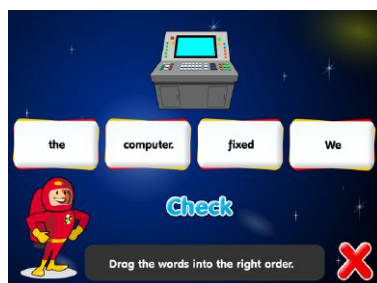 the computer. fixed We
Check
Drag the words into the right order.